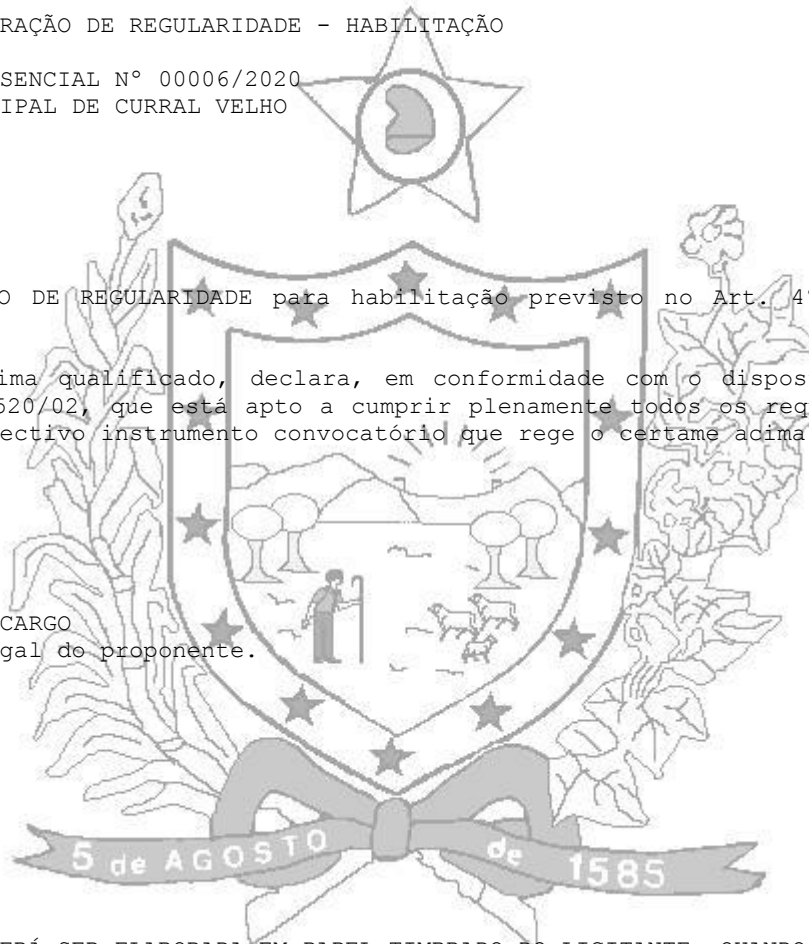 RAÇÃO DE REGULARIDADE - HABILITAÇÃO
SENCIAL Nº 00006/2020
IPAL DE CURRAL VELHO
O DE REGULARIDADE para habilitação previsto no Art. 4º
ima qualificado, declara, em conformidade com o dispos
520/02, que está apto a cumprir plenamente todos os req
ectivo instrumento convocatório que rege o certame acima
CARGO
gal do proponente.
5 de AGOSTO de 1585
ERÁ SER ELABORADA EM PAPEL TIMBRADO DO LICITANTE, QUANDO